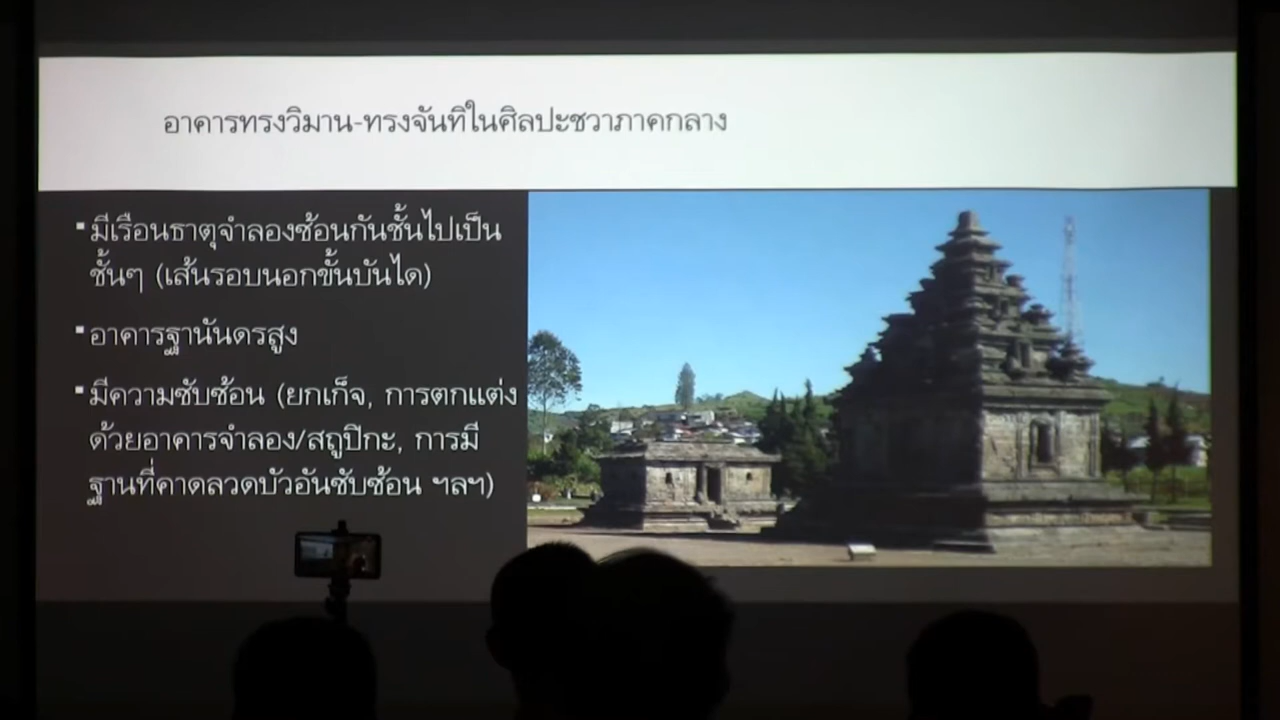 อาคารทรงวิมาน-ทรงจันทิในศิลปะชวาภาคกลาง
▪มีเรือนธาตุจำลองซ้อนกันชั้นไปเป็น
ชั้นๆ (เส้นรอบนอกขั้นบันได)
▪อาคารฐานันดรสูง
▪มีความซับซ้อน (ยกเก็จ, การตกแต่ง
ด้วยอาคารจำลอง/สถูปิกะ, การมี
ฐานที่คาดลวดบัวอันซับซ้อน ฯลฯ)